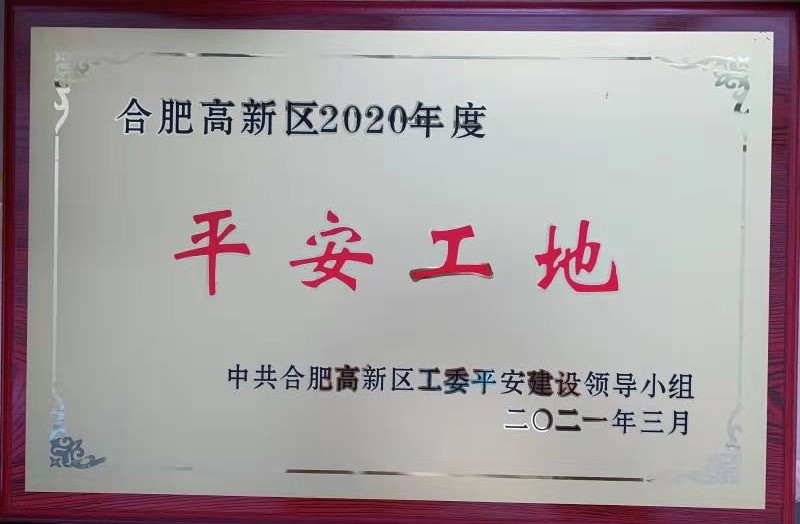 合肥高新区2020年度
平安工地
中共合肥高新区工委平安建设领导小组
二〇二一年三月